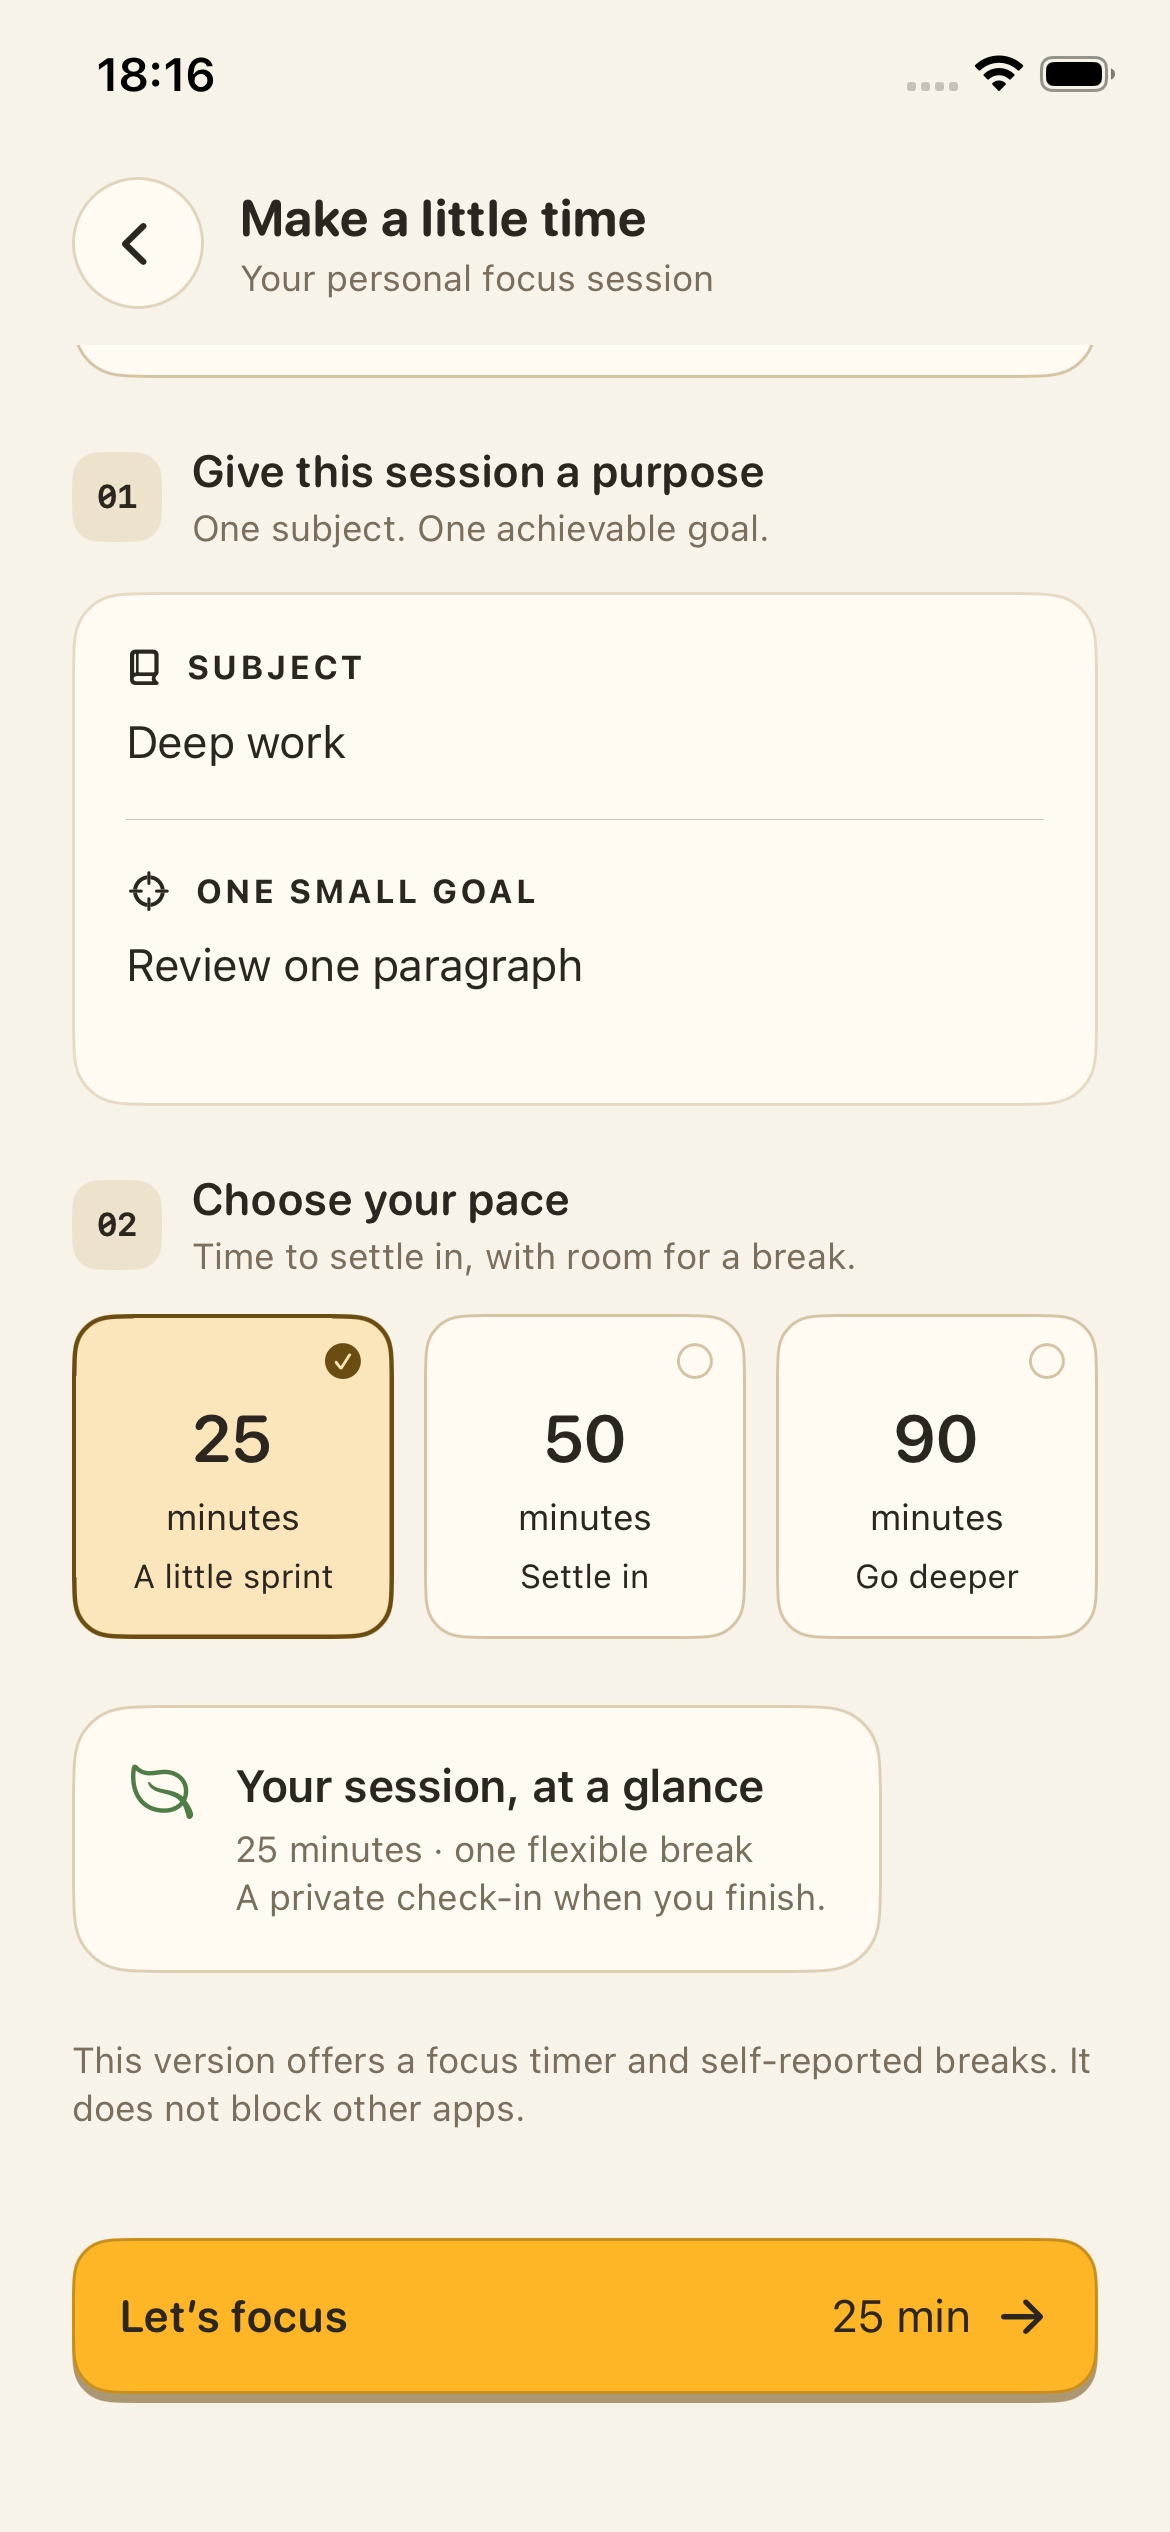 18:16
Make a little time
Your personal focus session
01
Give this session a purpose
One subject. One achievable goal.
SUBJECT
Deep work
ONE SMALL GOAL
Review one paragraph
02
Choose your pace
Time to settle in, with room for a break.
25
minutes
A little sprint
50
minutes
Settle in
90
minutes
Go deeper
Your session, at a glance
25 minutes · one flexible break
A private check-in when you finish.
This version offers a focus timer and self-reported breaks. It
does not block other apps.
Let’s focus
25 min